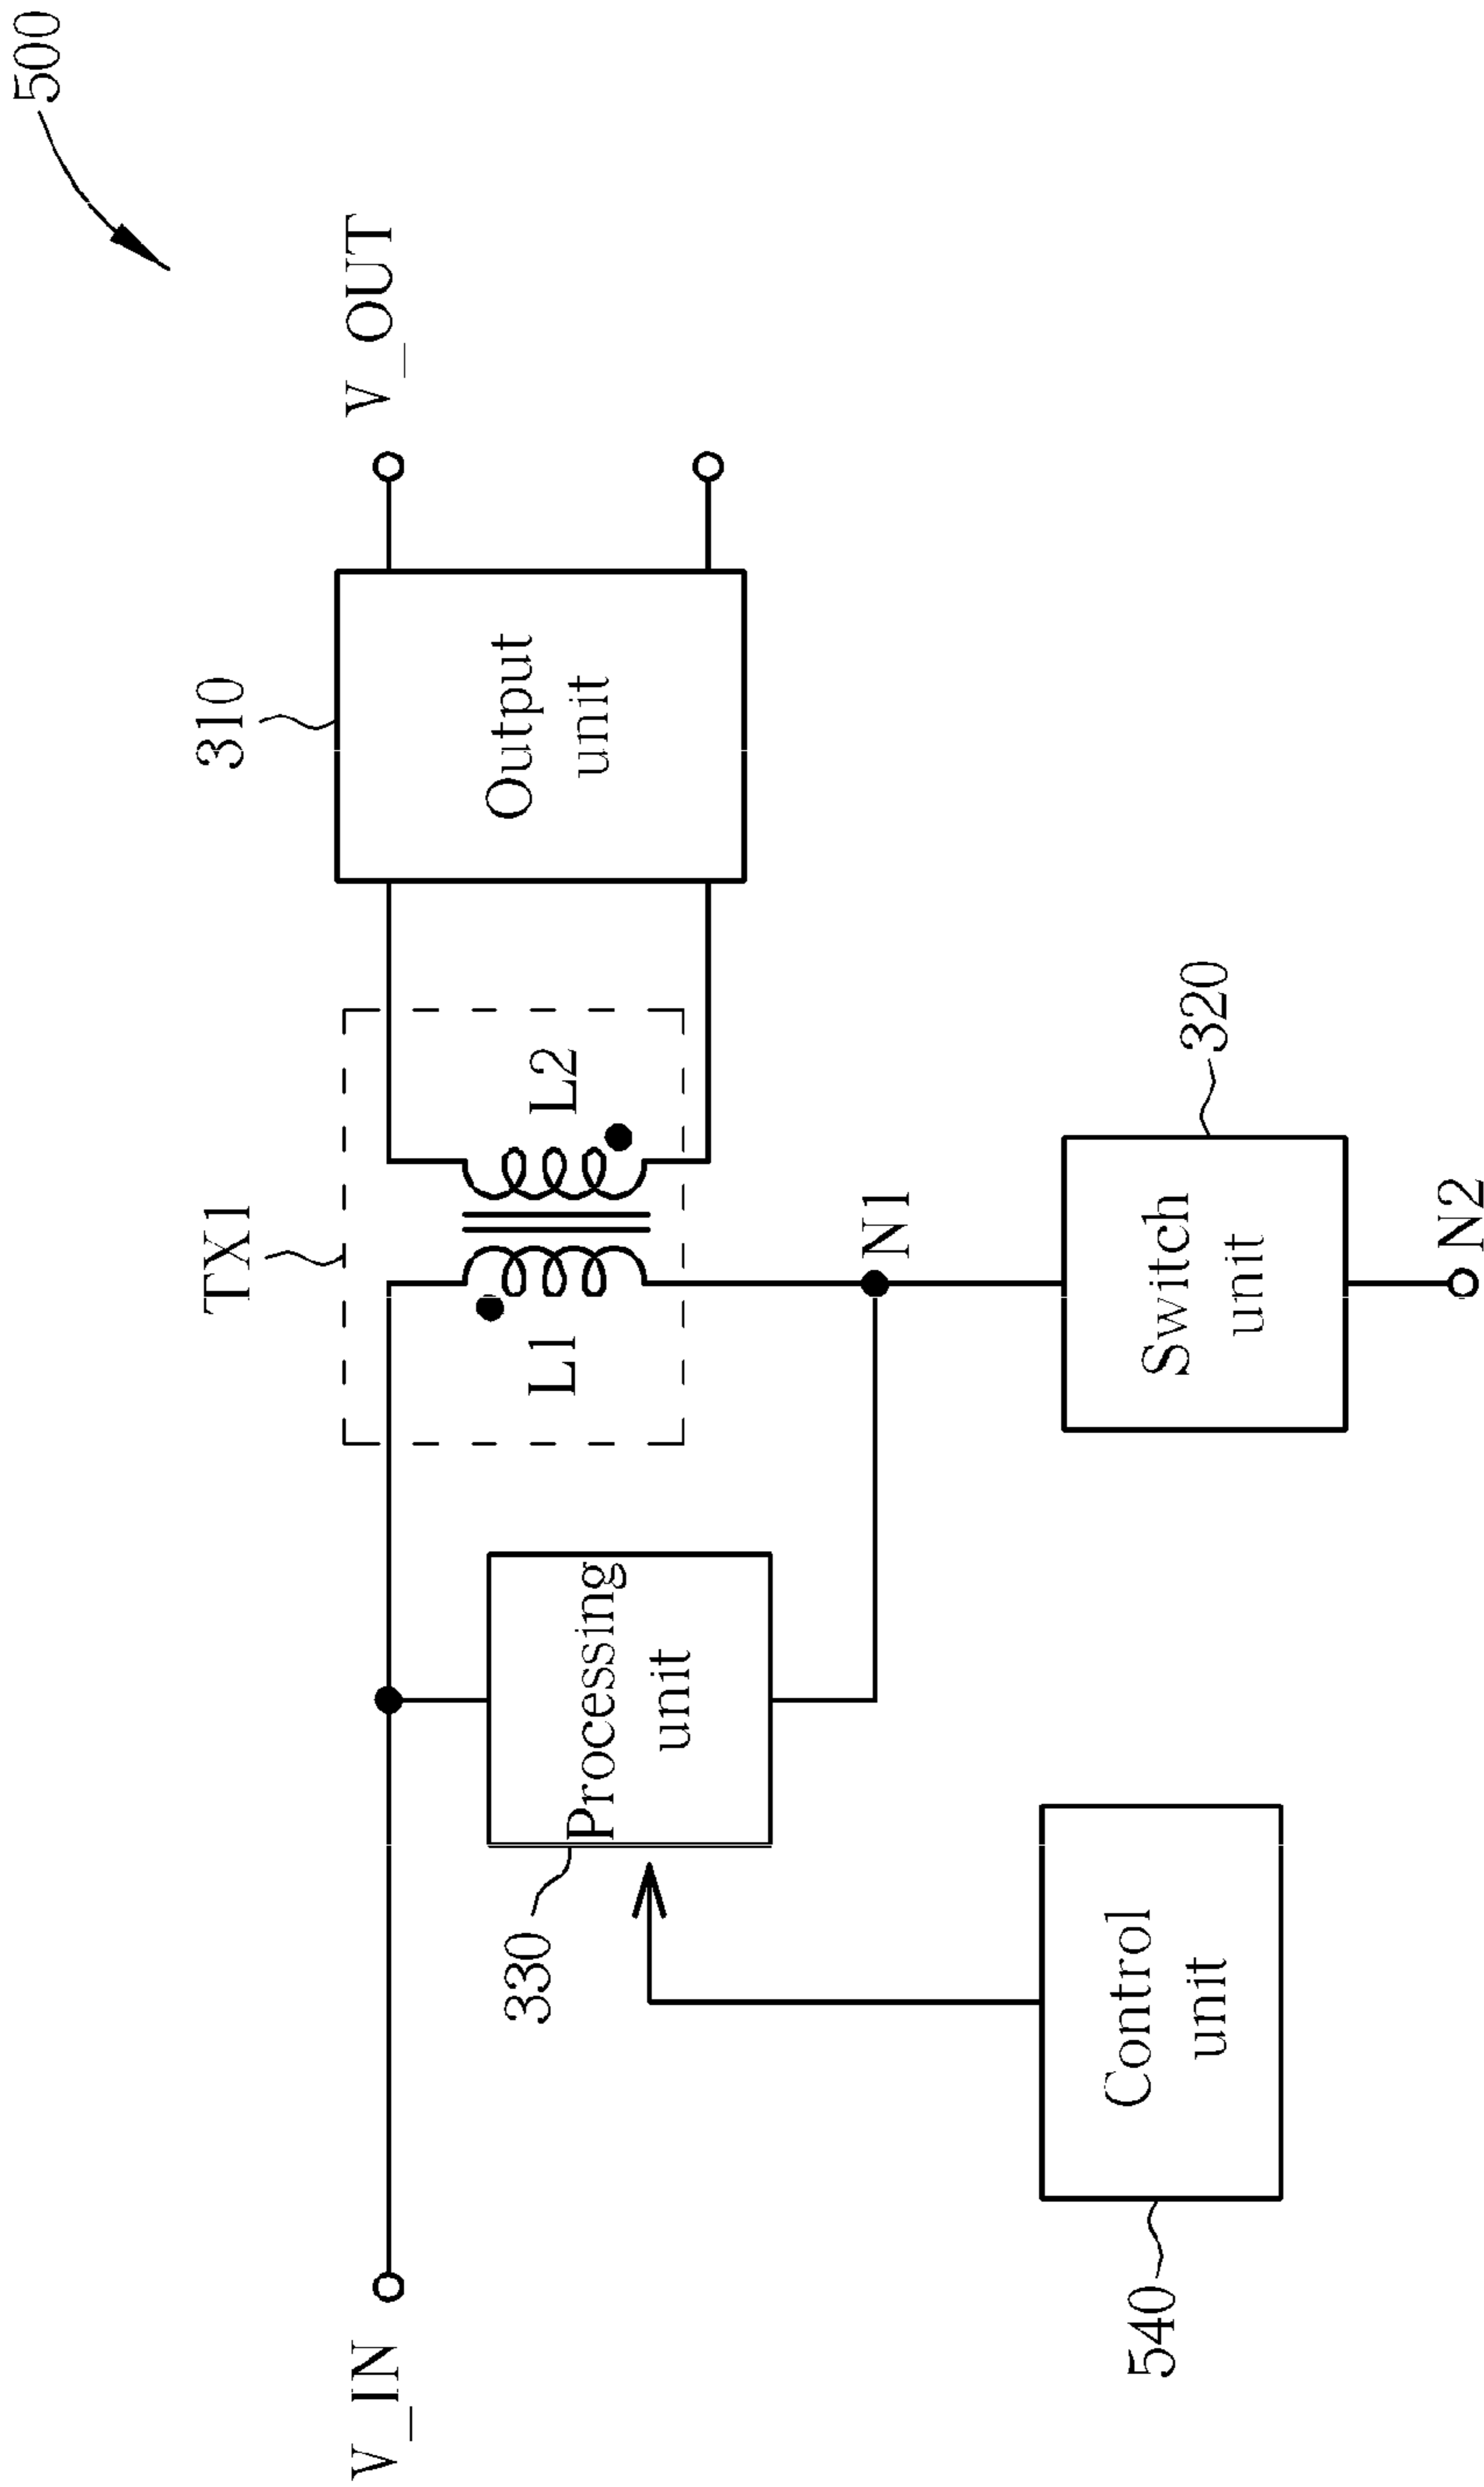 500
TX1
310
V_OUT
V_IN
L1
L2
Output
unit
330
Processing
unit
N1
320
Switch
unit
540
Control
unit
N2